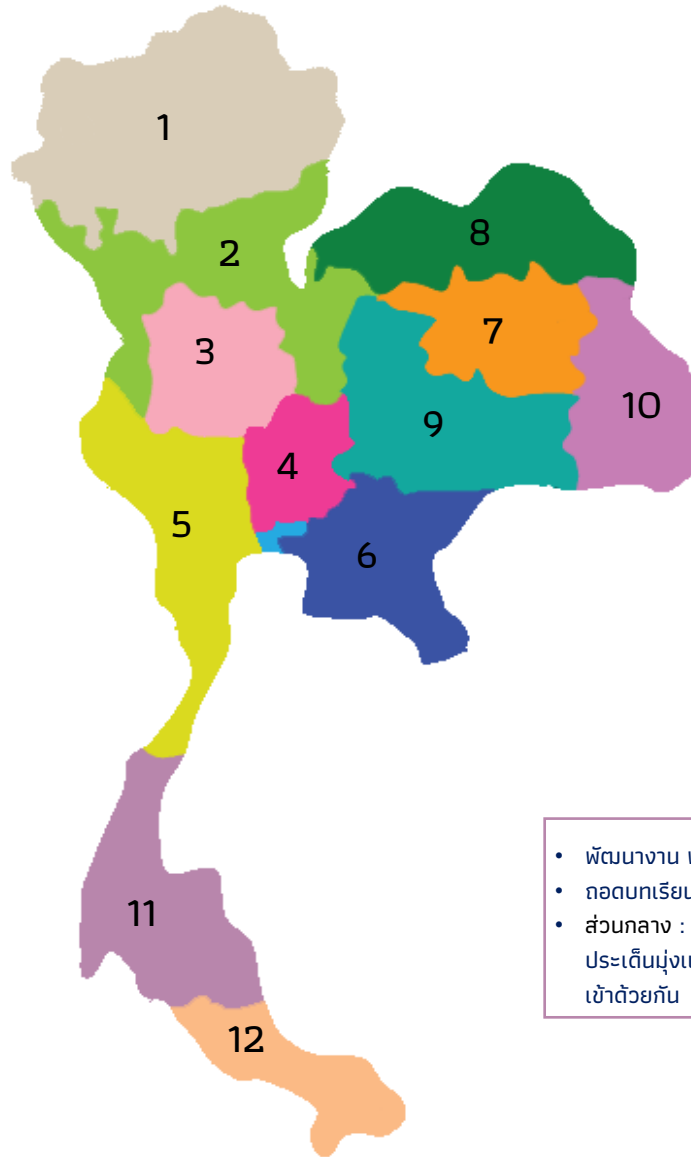 1
2
8
3
7
10
9
4
5
6
11
12
• พัฒนางาน
• ถอดบทเรียน
• ส่วนกลาง :
ประเด็นมุ่ง
เข้าด้วยกัน